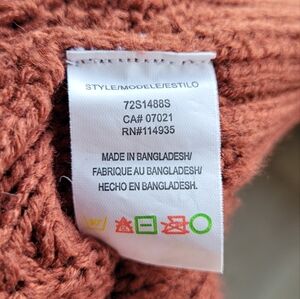 STYLE/MODELE/ESTILO
72S1488S
CA# 07021
RN#114935
MADE IN BANGLADESH/
FABRIQUE AU BANGLADESH/
HECHO EN BANGLADESH.